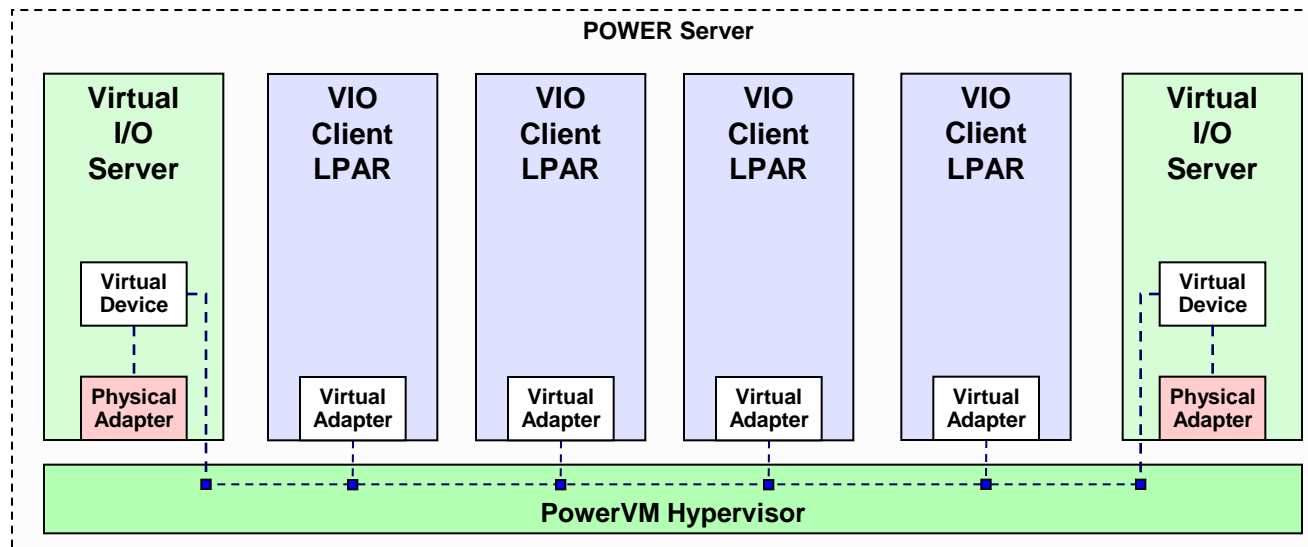 POWER Server
Virtual
I/O
Server
VIO
Client
LPAR
VIO
Client
LPAR
VIO
Client
LPAR
VIO
Client
LPAR
Virtual
I/O
Server
Virtual
Device
Virtual
Device
Physical
Adapter
Virtual
Adapter
Virtual
Adapter
Virtual
Adapter
Virtual
Adapter
Physical
Adapter
PowerVM Hypervisor